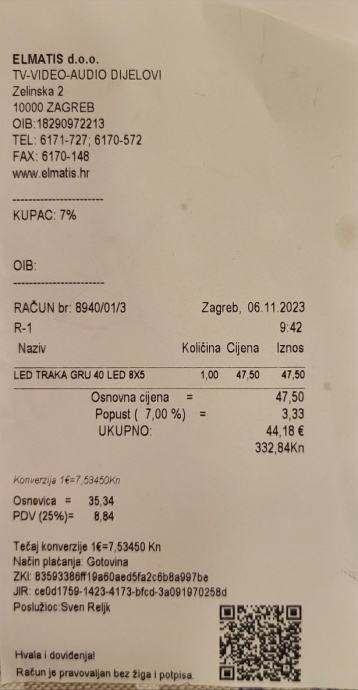 ELMATIS d.o.o.
TV-VIDEO-AUDIO DIJELOVI
Zelinska 2
10000 ZAGREB
OIB:18290972213
TEL: 6171-727; 6170-572
FAX: 6170-148
www.elmatis.hr
----------------------
KUPAC: 7%
OIB:
----------------------
RAČUN br: 8940/01/3 Zagreb, 06.11.2023
R-1 9:42
Naziv Količina Cijena Iznos
LED TRAKA GRU 40 LED 8X5 1,00 47,50 47,50
Osnovna cijena = 47,50
Popust ( 7,00 %) = 3,33
UKUPNO: 44,18 €
332,84Kn
Konverzija 1€=7,53450Kn
Osnovica = 35,34
PDV (25%)= 8,84
Tečaj konverzije 1€=7,53450 Kn
Način plaćanja: Gotovina
ZKI: 83593386ff19a60aed5fa2c6b8a997be
JIR: ce0d1759-1423-4173-bfcd-3a091970258d
Poslužioc:Sven Reljk
Hvala i doviđenja!
Račun je pravovaljan bez žiga i potpisa